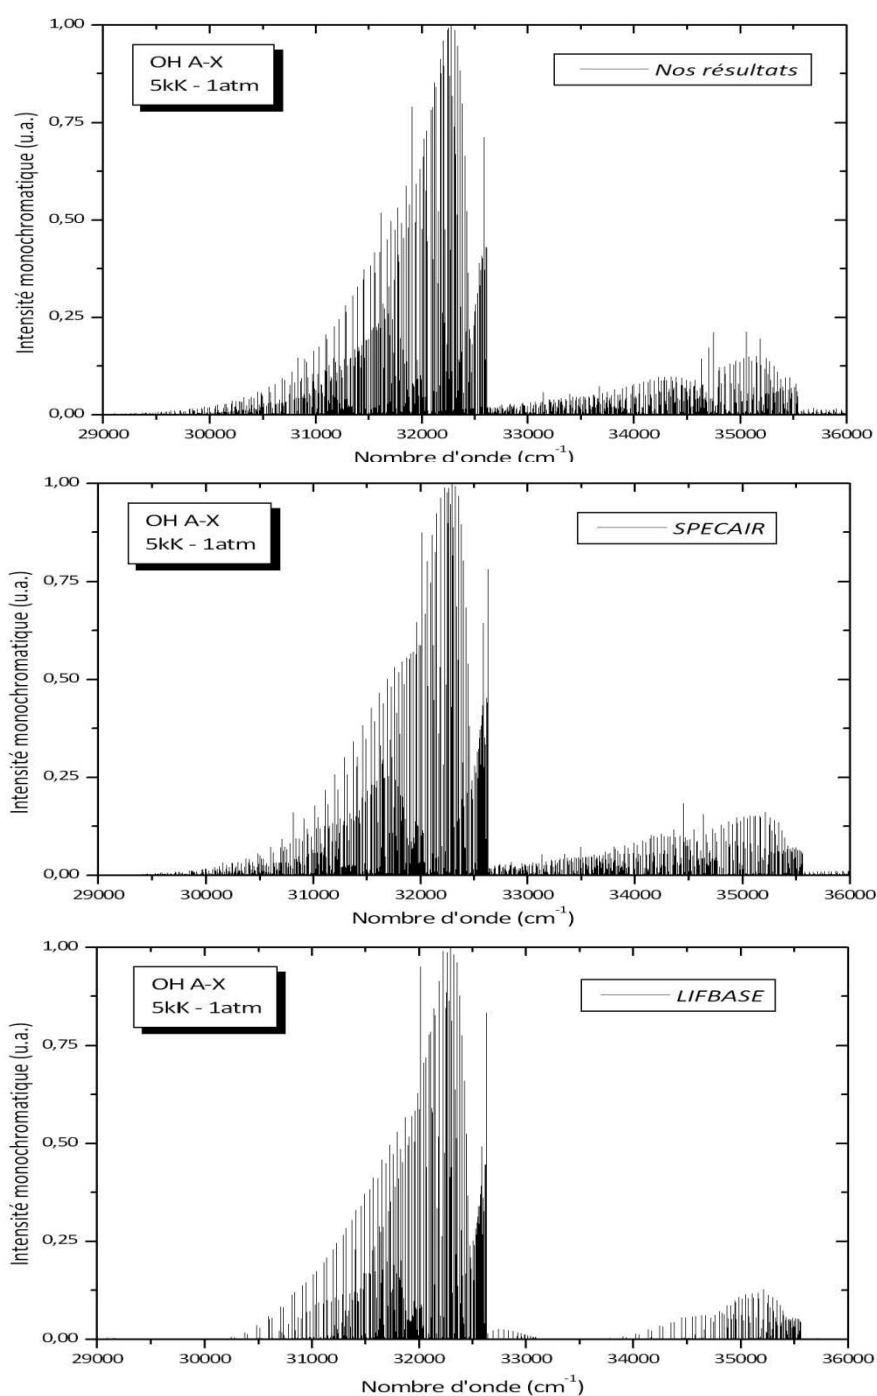 1,00
OH A-X
5kK - 1atm
Nos résultats
0,75
0,50
0,25
0,00
Intensité monochromatique (u.a.)
29000 30000 31000 32000 33000 34000 35000 36000
Nombre d'onde (cm-1)
1,00
OH A-X
5kK - 1atm
SPECAIR
0,75
0,50
0,25
0,00
Intensité monochromatique (u.a.)
29000 30000 31000 32000 33000 34000 35000 36000
Nombre d'onde (cm-1)
1,00
OH A-X
5kK - 1atm
LIFBASE
0,75
0,50
0,25
0,00
Intensité monochromatique (u.a.)
29000 30000 31000 32000 33000 34000 35000 36000
Nombre d'onde (cm-1)